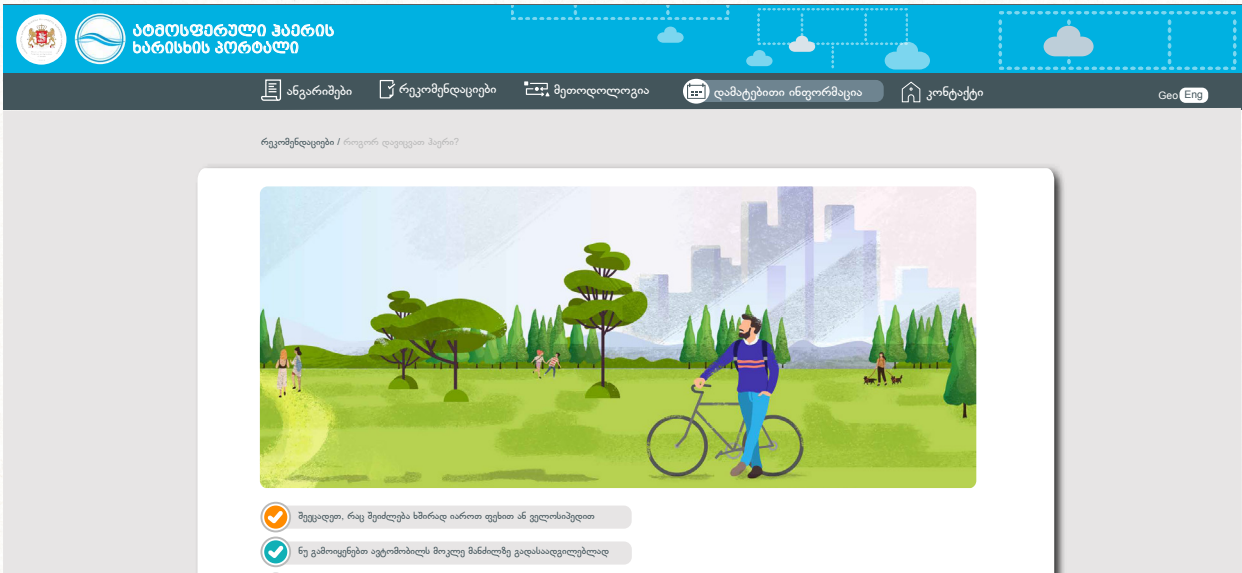 ატმოსფერული ჰაერის
ხარისხის პორტალი
ანგარიშები
რეკომენდაციები
მეთოდოლოგია
დამატებითი ინფორმაცია
კონტაქტი
Geo Eng
რეკომენდაციები / როგორ დავიცვათ ჰაერი?
შეეცადეთ, რაც შეიძლება ხშირად იაროთ ფეხით ან ველოსიპედით
ნუ გამოიყენებთ ავტომობილს მოკლე მანძილზე გადასაადგილებლად